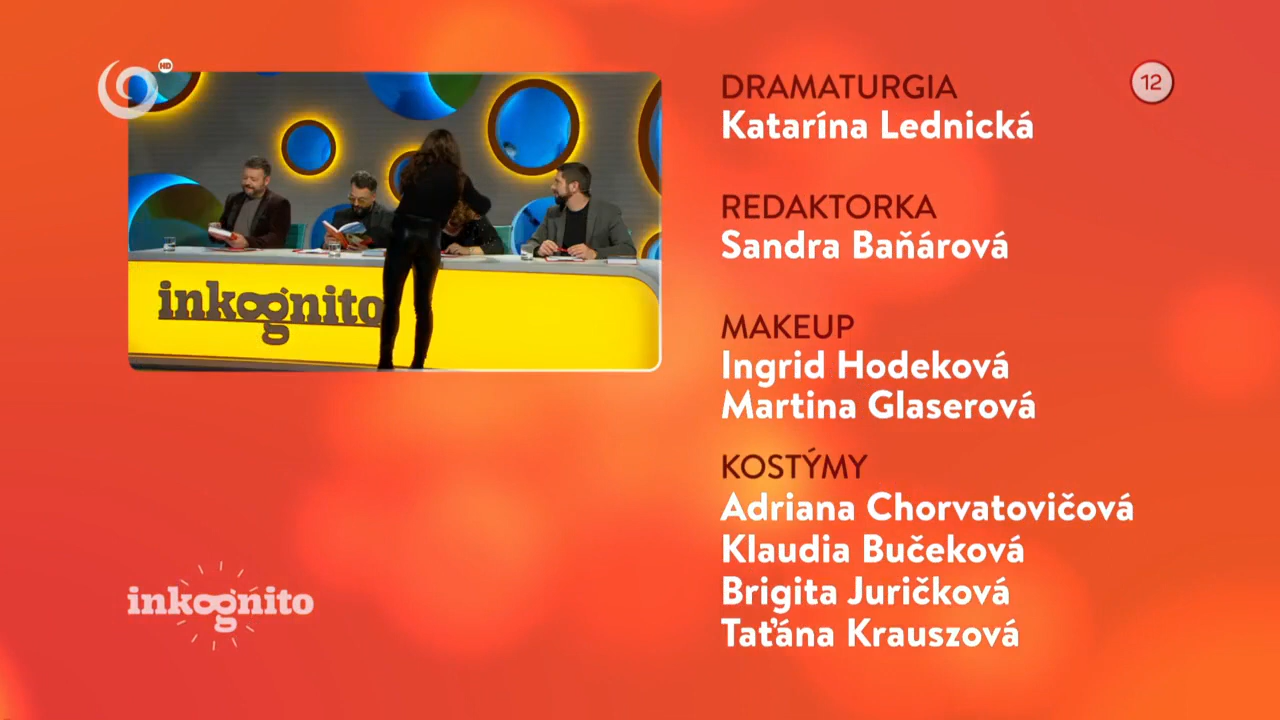 HD
12
inkognito
DRAMATURGIA
Katarína Lednická
REDAKTORKA
Sandra Baňárová
MAKEUP
Ingrid Hodeková
Martina Glaserová
KOSTÝMY
Adriana Chorvatovičová
Klaudia Bučeková
Brigita Juričková
Taťána Krauszová
inkognito